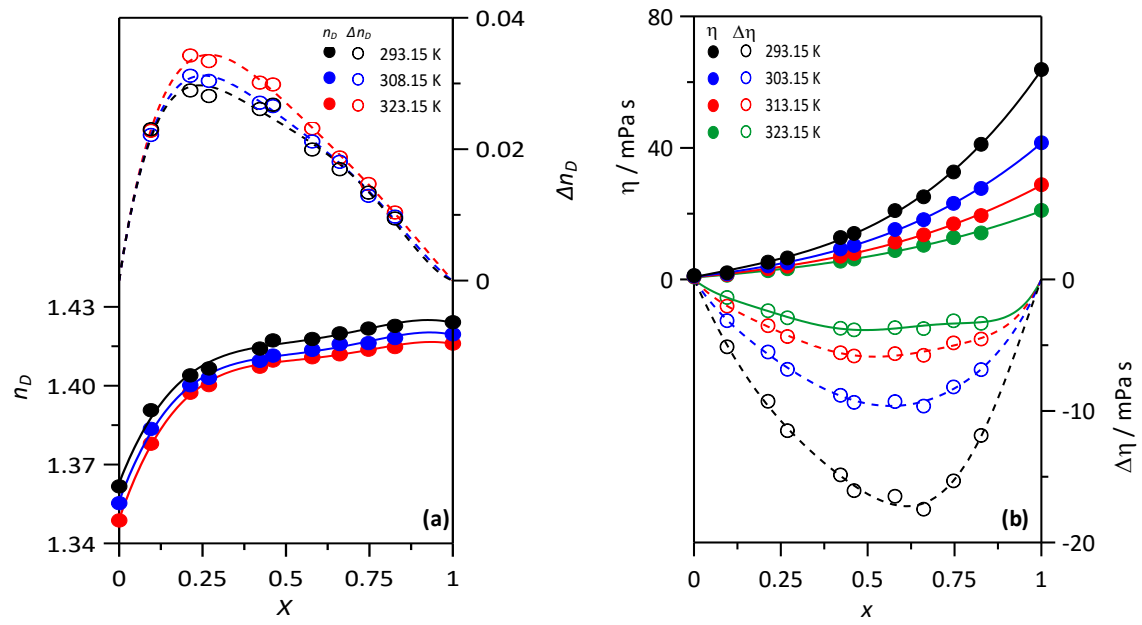 0.04
n_D Δn_D
293.15 K
308.15 K
323.15 K
0.02
Δn_D
0
1.43
1.40
n_D
1.37
1.34
(a)
0 0.25 0.5 0.75 1
x
80
η Δη
293.15 K
303.15 K
313.15 K
323.15 K
η / mPa s
40
0
0
-10
Δη / mPa s
-20
(b)
0 0.25 0.5 0.75 1
x